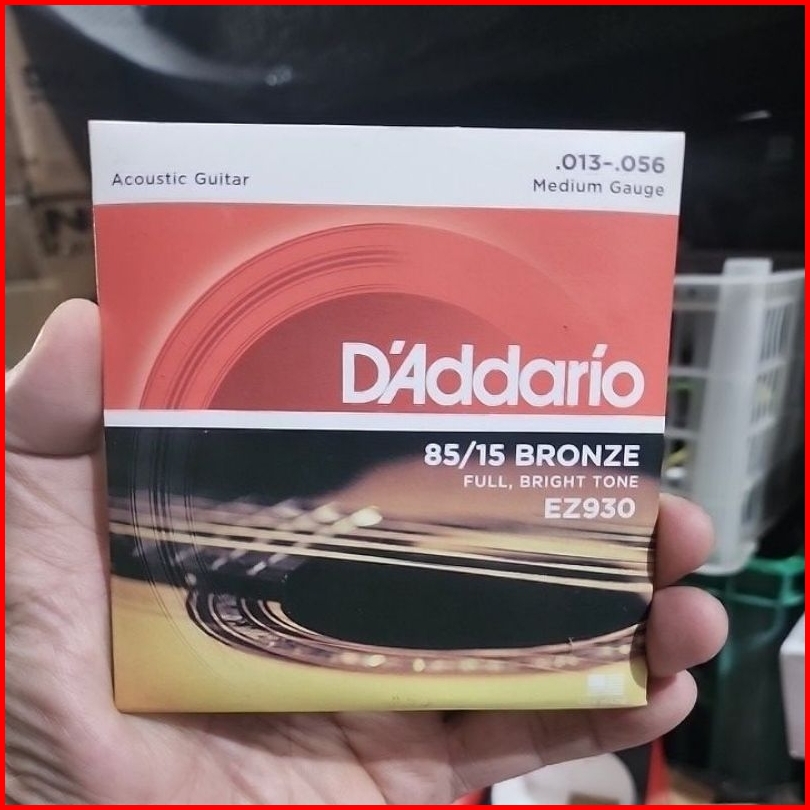 Acoustic Guitar
.013-.056
Medium Gauge
D'Addario
85/15 BRONZE
FULL, BRIGHT TONE
EZ930